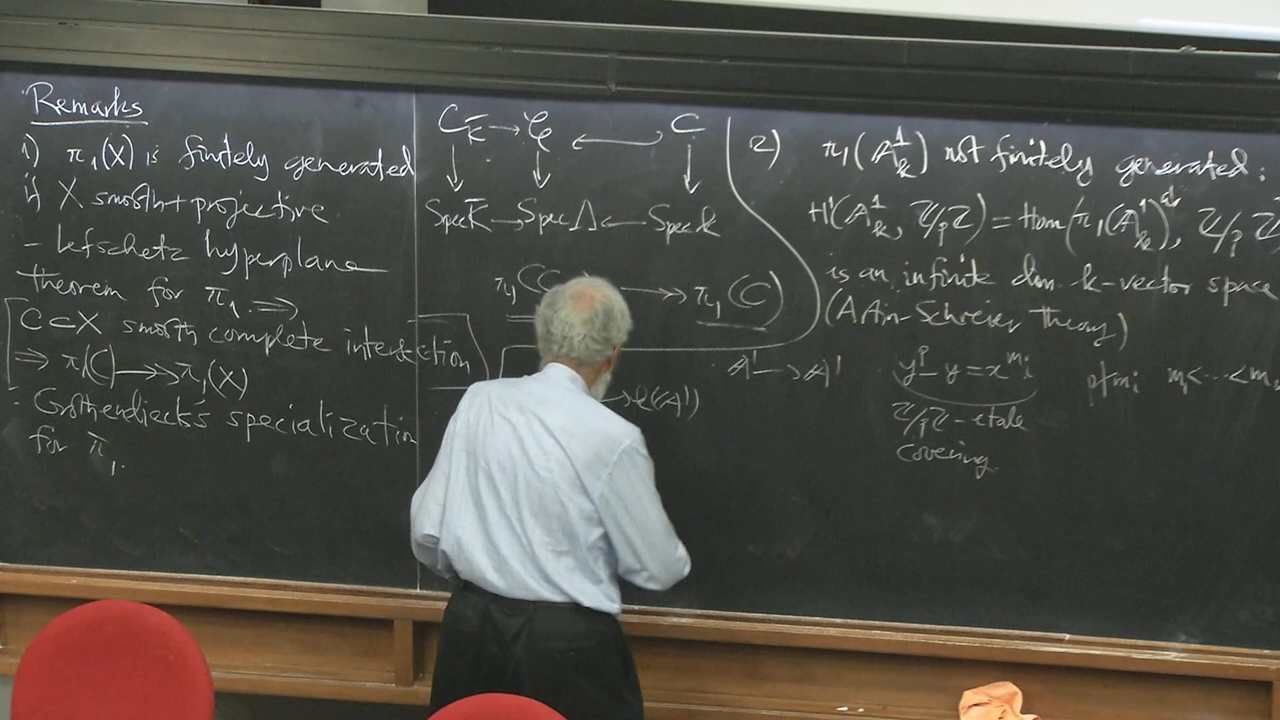 Remarks
1) π₁(X) is finitely generated
if X smooth + projective
- Lefschetz hyperplane
theorem for π₁ ⇒
C ⊂ X smooth complete intersection
⇒ π₁(C) →→ π₁(X)
- Grothendieck's specialization
for π₁.
C_k̄ → 𝒞 ← C
↓ ↓ ↓
Spec K̄ → Spec Λ ← Spec k
π₁(C →→ π₁(C)
A¹ → A¹
→ (A¹)
2) π₁(A¹_k) not finitely generated:
H¹(A¹_k, Z/pZ) = Hom(π₁(A¹_k)^ab, Z/pZ
is an infinite dim k-vector space
(Artin-Schreier Theory)
y^p - y = x^{m_i} p∤m_i m₁< ... <m
Z/pZ-etale
covering.